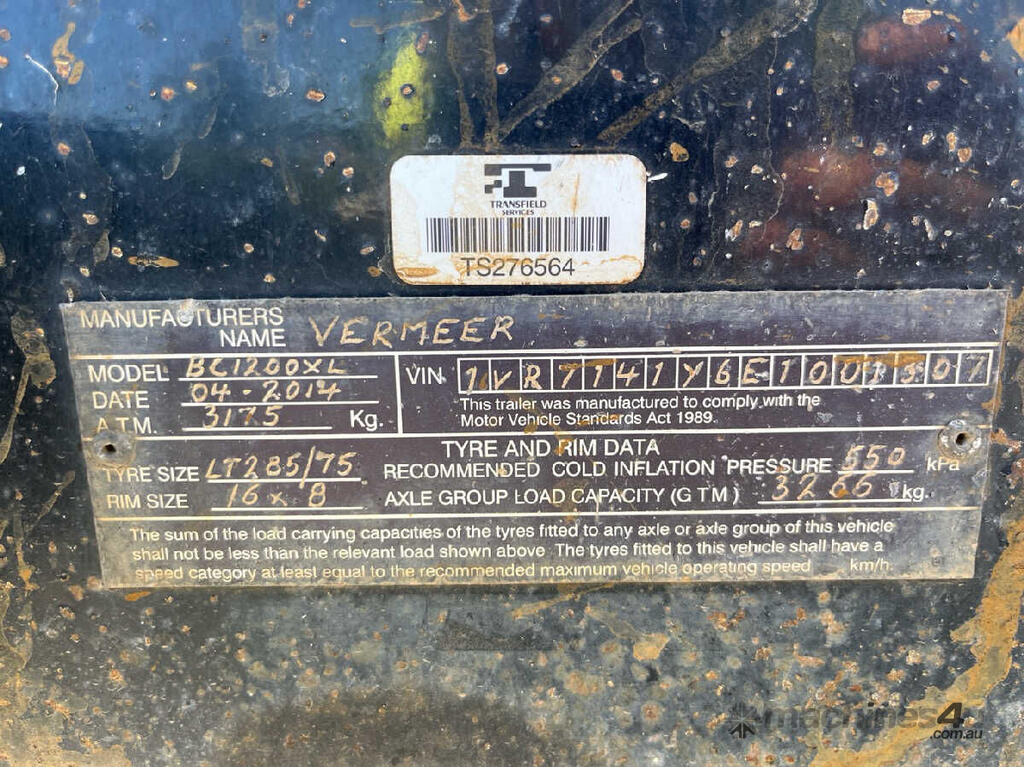 TRANSFIELD
SERVICES
TS276564
MANUFACTURERS
NAME VERMEER
MODEL BC1200XL
DATE 04-2014
A.T.M. 3175 Kg.
VIN 1VR7141Y6E1001507
This trailer was manufactured to comply with the
Motor Vehicle Standards Act 1989.
TYRE AND RIM DATA
TYRE SIZE LT285/75 RECOMMENDED COLD INFLATION PRESSURE 550 kPa
RIM SIZE 16 x 8 AXLE GROUP LOAD CAPACITY (G T M) 3266 kg.
The sum of the load carrying capacities of the tyres fitted to any axle or axle group of this vehicle
shall not be less than the relevant load shown above The tyres fitted to this vehicle shall have a
speed category at least equal to the recommended maximum vehicle operating speed km/h.
machines4u
.com.au